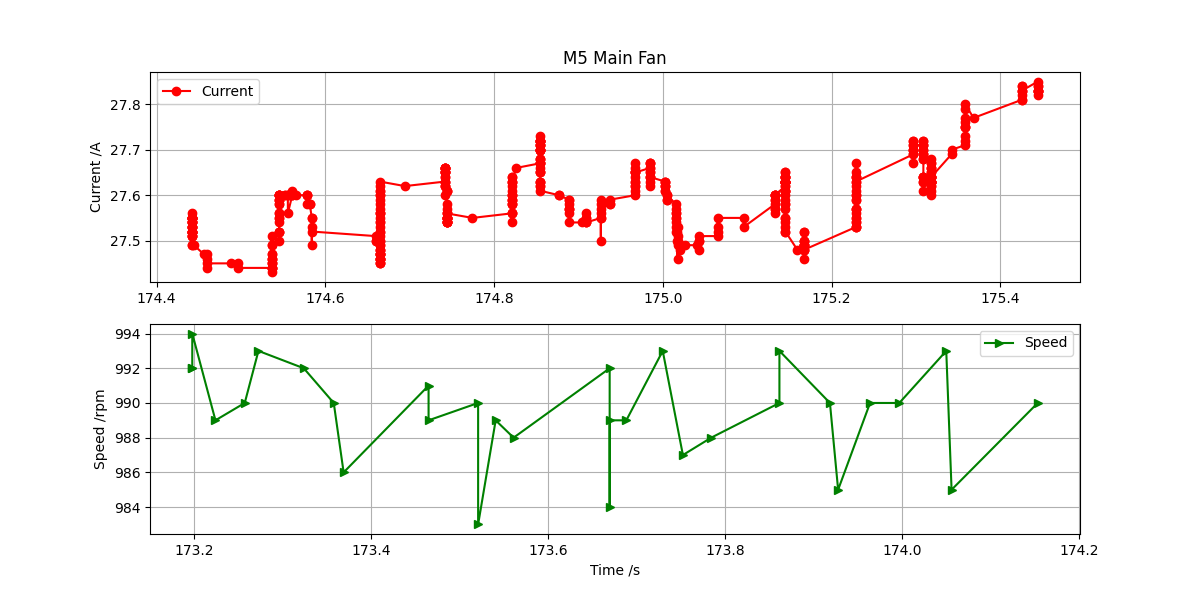 M5 Main Fan
Current
Current /A
27.8
27.7
27.6
27.5
174.4 174.6 174.8 175.0 175.2 175.4
Speed
Speed /rpm
994
992
990
988
986
984
173.2 173.4 173.6 173.8 174.0 174.2
Time /s